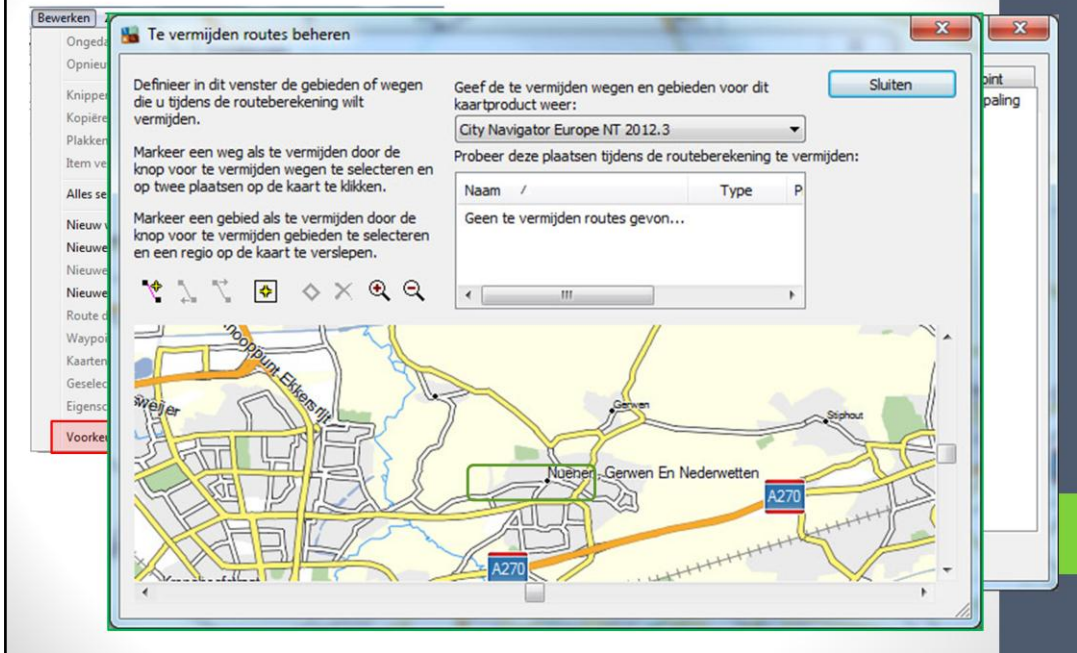 Bewerken
Te vermijden routes beheren
Definieer in dit venster de gebieden of wegen
die u tijdens de routeberekening wilt
vermijden.
Markeer een weg als te vermijden door de
knop voor te vermijden wegen te selecteren en
op twee plaatsen op de kaart te klikken.
Markeer een gebied als te vermijden door de
knop voor te vermijden gebieden te selecteren
en een regio op de kaart te verslepen.
Geef de te vermijden wegen en gebieden voor dit
kaartproduct weer:
Sluiten
City Navigator Europe NT 2012.3
Probeer deze plaatsen tijdens de routeberekening te vermijden:
Naam Type P
Geen te vermijden routes gevon...
Ongeda
Opnieu
Knipper
Kopiëre
Plakken
Item ve
Alles se
Nieuw
Nieuwe
Nieuwe
Nieuwe
Route d
Waypoi
Kaarten
Geselec
Eigensc
Voorkeu
oint
paling
nooppunt Ekkersrijt
sweijer
Gerwen
Stiphout
Nuenen, Gerwen En Nederwetten
A270
A270